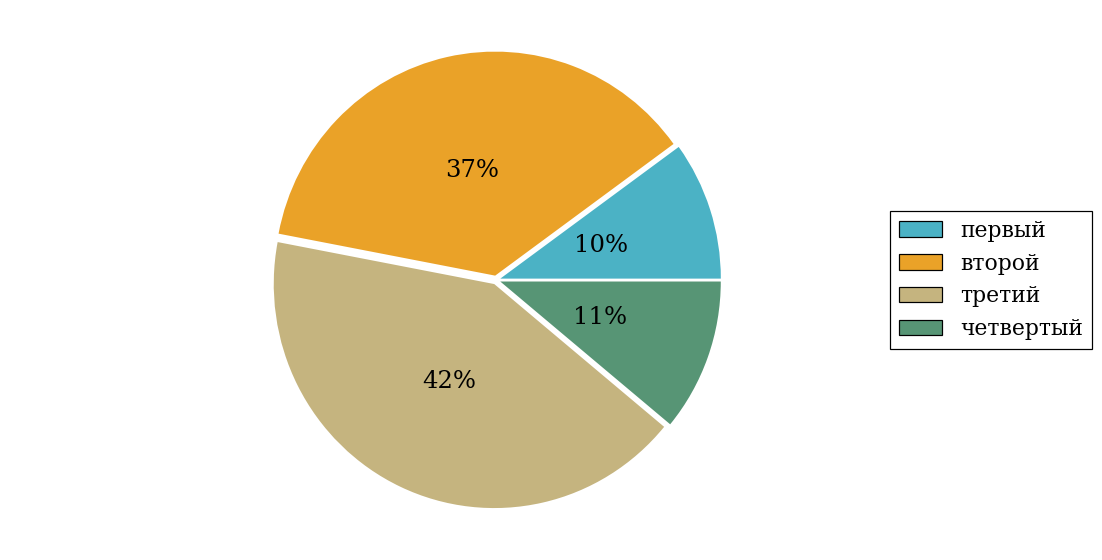 37%
10%
11%
42%
первый
второй
третий
четвертый